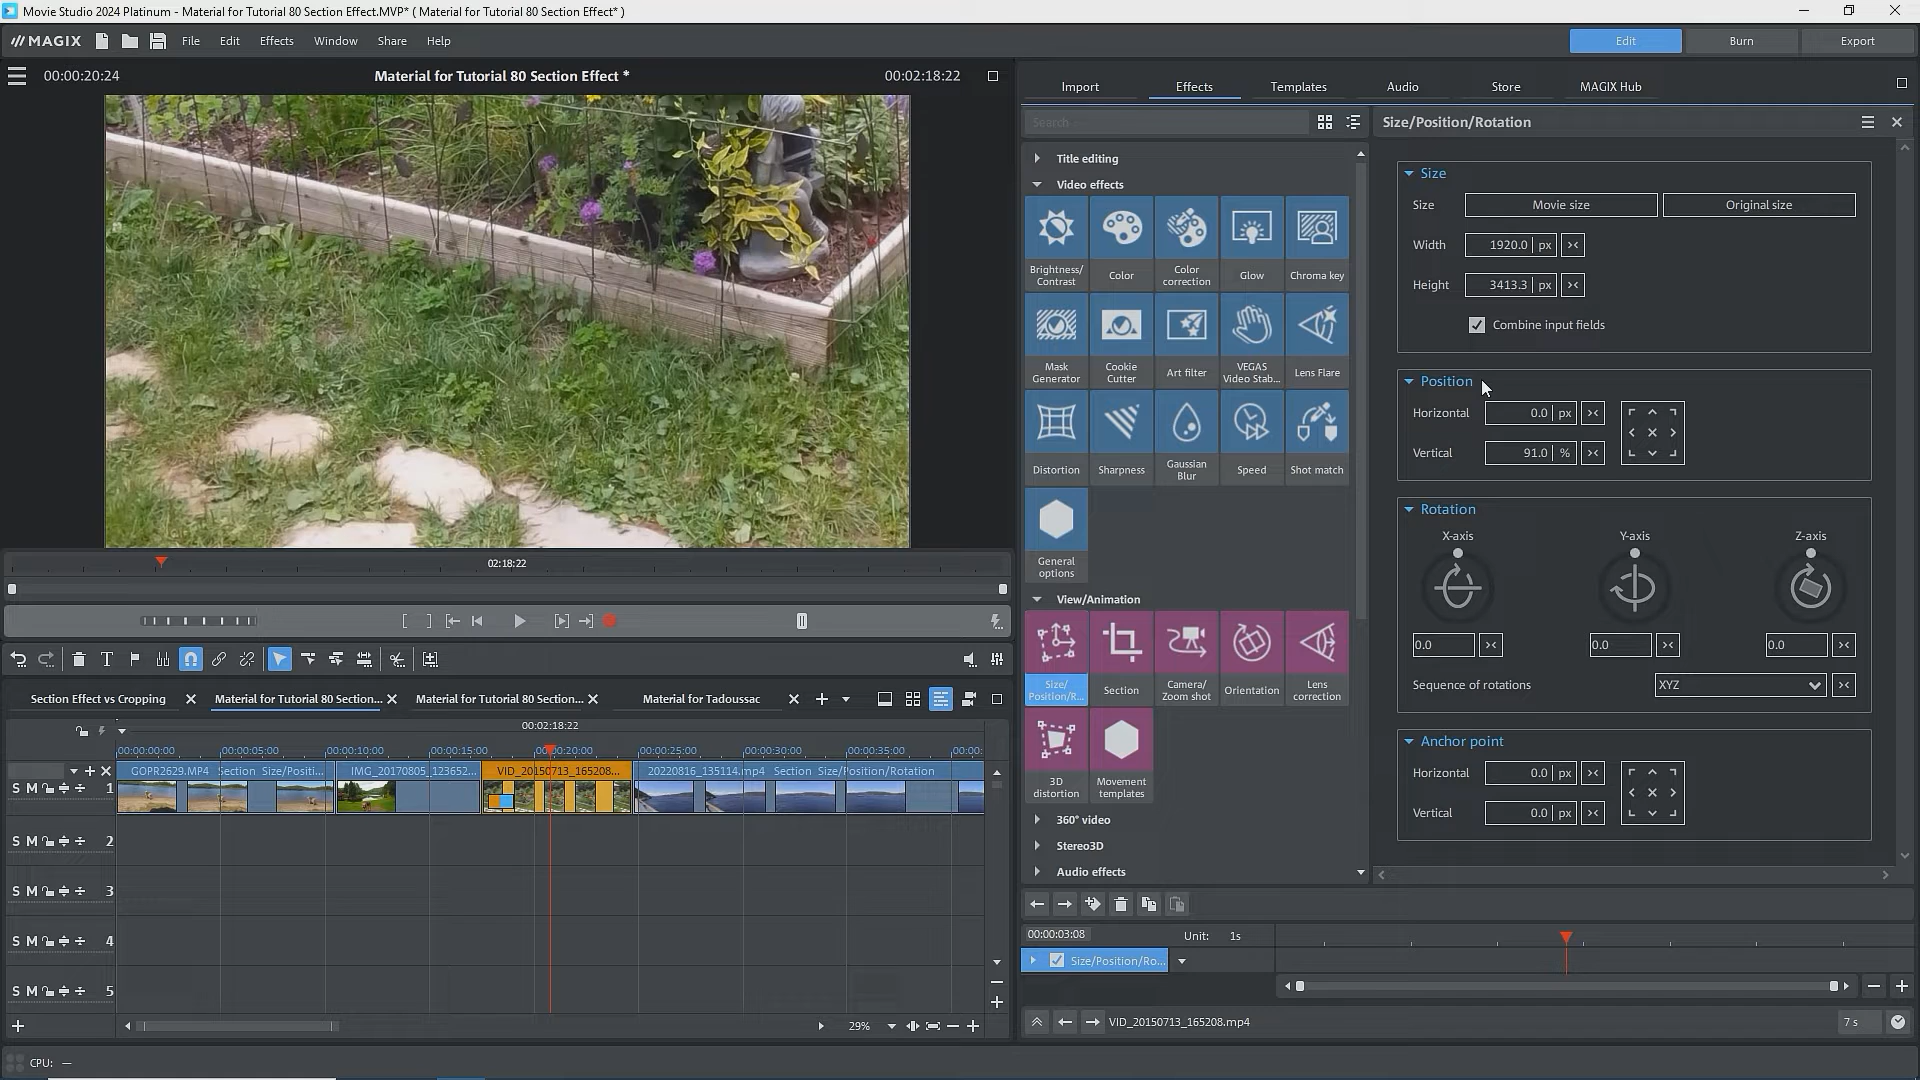 Movie Studio 2024 Platinum - Material for Tutorial 80 Section Effect.MVP* ( Material for Tutorial 80 Section Effect* )
MAGIX File Edit Effects Window Share Help Edit Burn Export
00:00:20:24 Material for Tutorial 80 Section Effect * 00:02:18:22
Import Effects Templates Audio Store MAGIX Hub
Search
Size/Position/Rotation
Title editing
Video effects
Brightness/
Contrast
Color
Color
correction
Glow
Chroma key
Mask
Generator
Cookie
Cutter
Art filter
VEGAS
Video Stab...
Lens Flare
Distortion
Sharpness
Gaussian
Blur
Speed
Shot match
General
options
View/Animation
Size/
Position/R...
Section
Camera/
Zoom shot
Orientation
Lens
correction
3D
distortion
Movement
templates
360° video
Stereo3D
Audio effects
Size
Size Movie size Original size
Width 1920.0 px
Height 3413.3 px
Combine input fields
Position
Horizontal 0.0 px
Vertical 91.0 %
Rotation
X-axis Y-axis Z-axis
0.0 0.0 0.0
Sequence of rotations XYZ
Anchor point
Horizontal 0.0 px
Vertical 0.0 px
02:18:22
Section Effect vs Cropping Material for Tutorial 80 Section... Material for Tutorial 80 Section... Material for Tadoussac
00:02:18:22
00:00:00:00 00:00:05:00 00:00:10:00 00:00:15:00 00:00:20:00 00:00:25:00 00:00:30:00 00:00:35:00 00:00:
GOPR2629.MP4 Section Size/Positi... IMG_20170805_123652... VID_20150713_165208... 20220816_135114.mp4 Section Size/Position/Rotation
S M 1
S M 2
S M 3
S M 4
S M 5
29%
CPU: —
00:00:03:08 Unit: 1s
Size/Position/Ro...
VID_20150713_165208.mp4 7 s